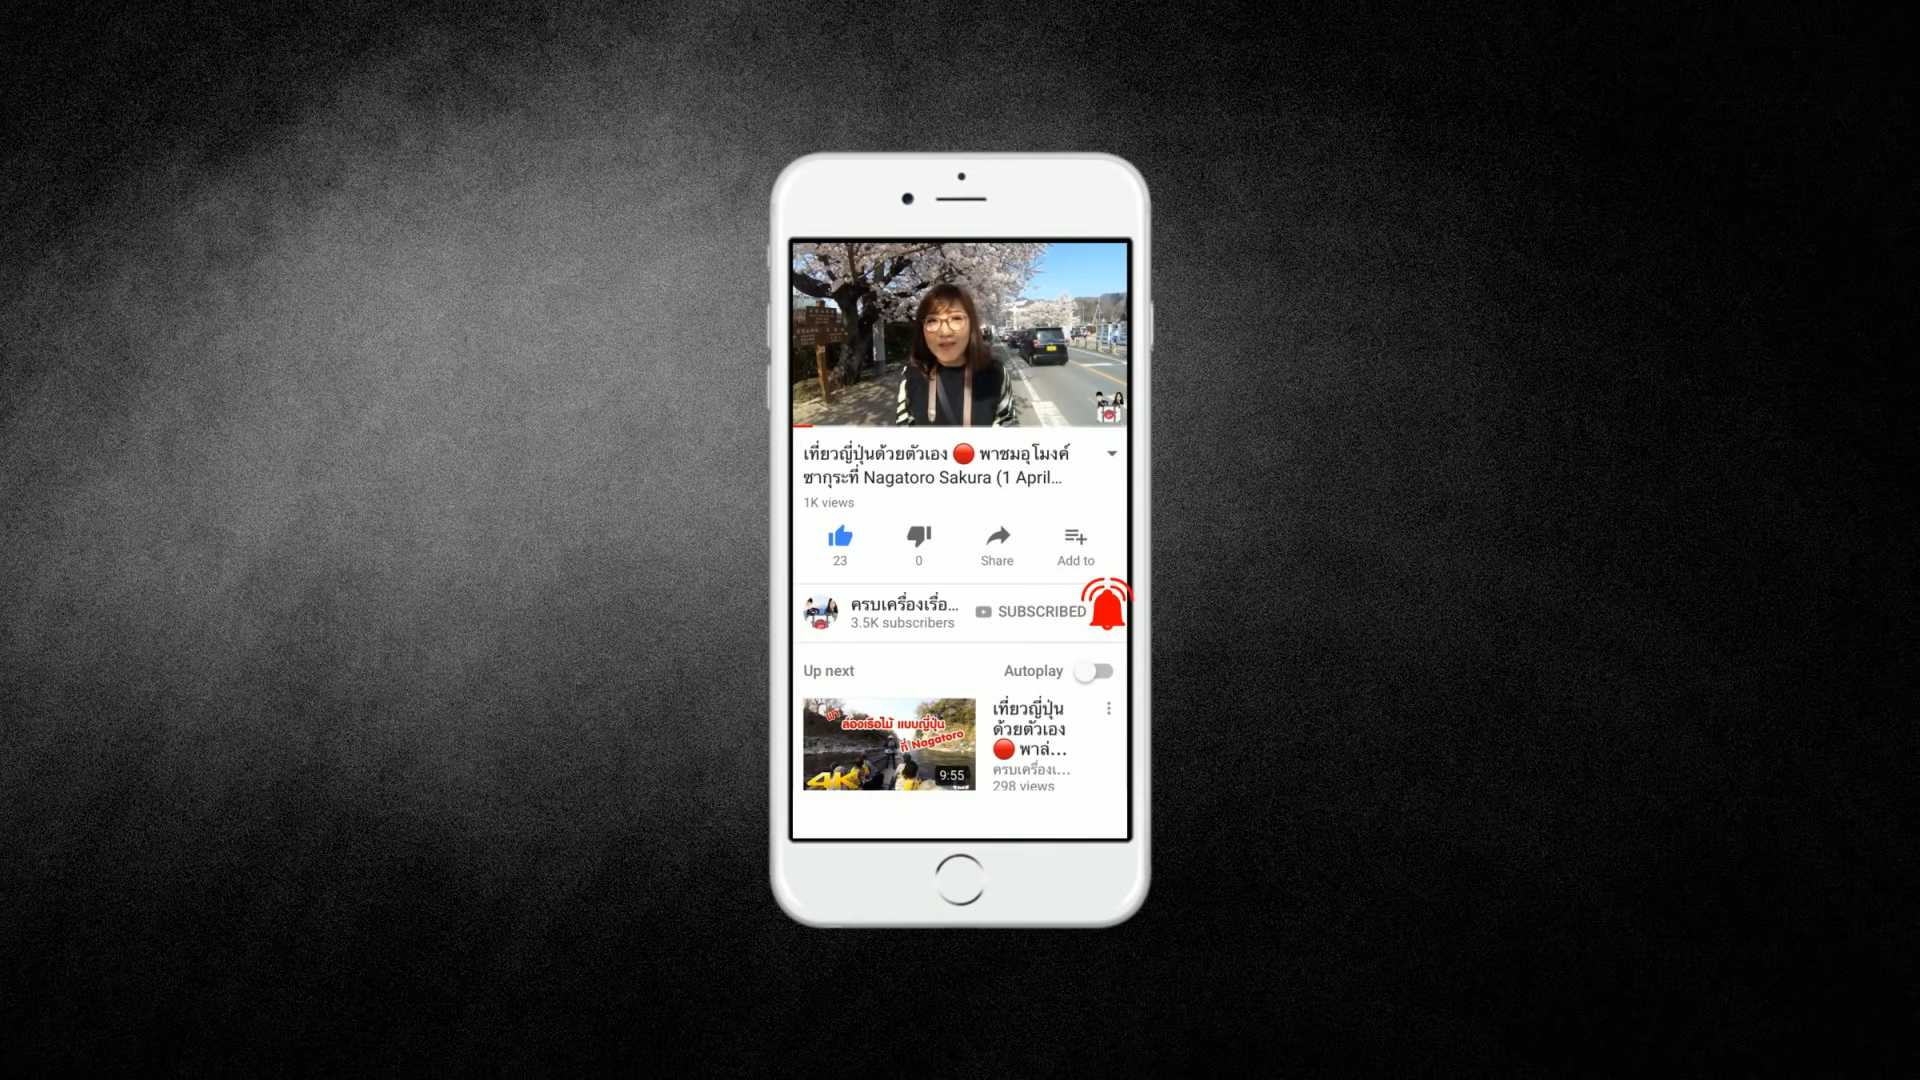 เที่ยวญี่ปุ่นด้วยตัวเอง 🔴 พาชมอุโมงค์
ซากุระที่ Nagatoro Sakura (1 April...
1K views
23
0
Share
Add to
ครบเครื่องเรื่อ...
3.5K subscribers
SUBSCRIBED
Up next
Autoplay
พา
ล่องเรือไม้ แบบญี่ปุ่น
ที่ Nagatoro
4K
9:55
เที่ยวญี่ปุ่น
ด้วยตัวเอง
🔴 พาล่...
ครบเครื่องเ...
298 views